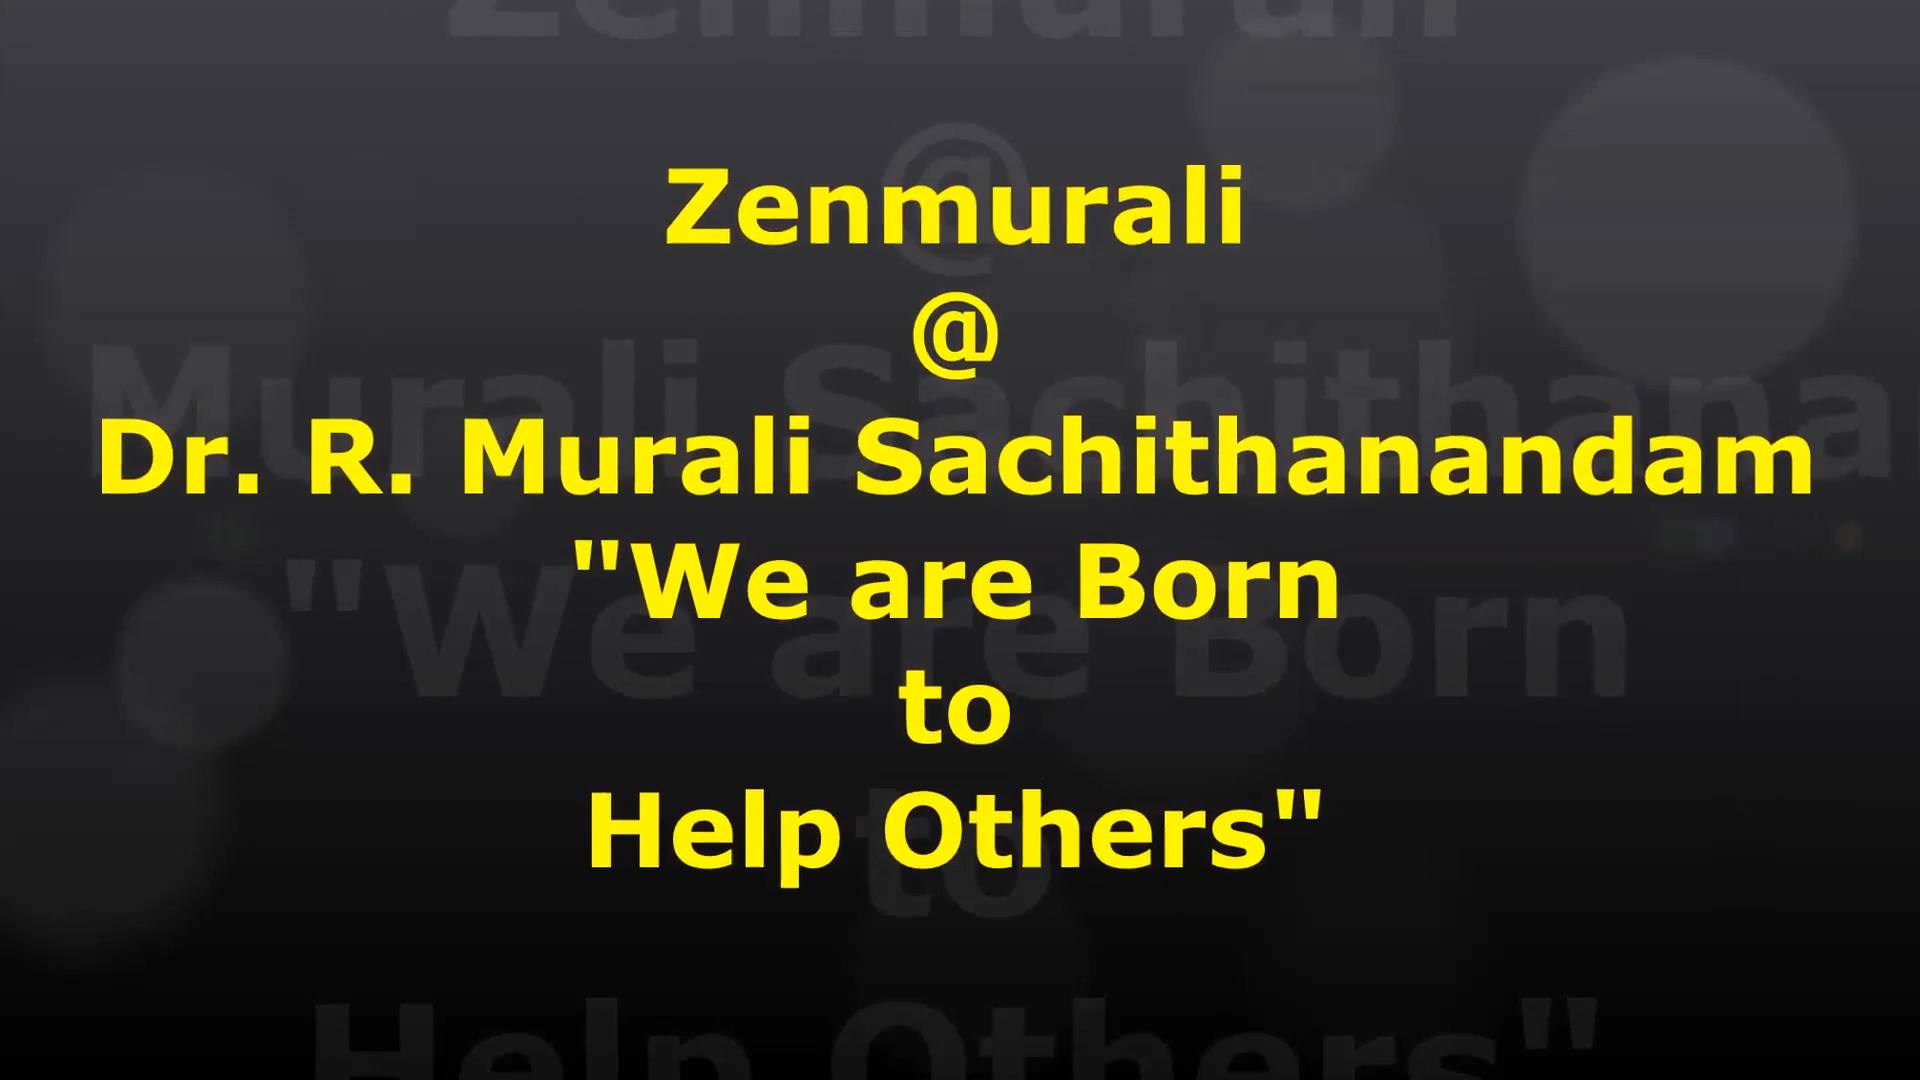 Zenmurali
@
Dr. R. Murali Sachithanandam
"We are Born
to
Help Others"